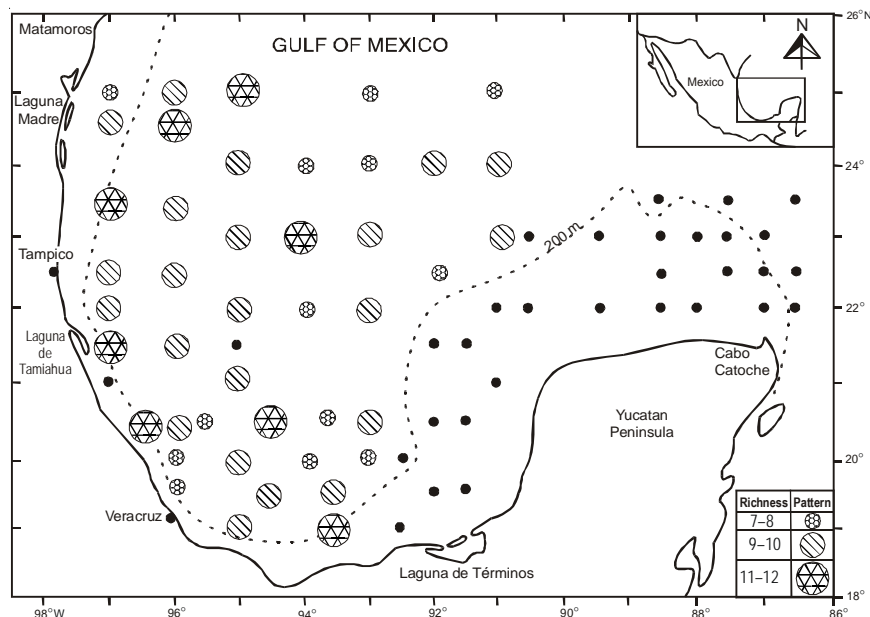 Matamoros
GULF OF MEXICO
26°N
N
Mexico
Laguna
Madre
24°
Tampico
200 m
22°
Laguna
de
Tamiahua
Cabo
Catoche
Yucatan
Peninsula
20°
Veracruz
Richness Pattern
7–8
9–10
11–12
Laguna de Términos
18°
98°W 96° 94° 92° 90° 88° 86°